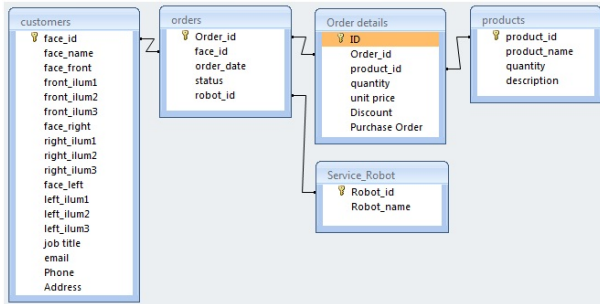 customers
face_id
face_name
face_front
front_ilum1
front_ilum2
front_ilum3
face_right
right_ilum1
right_ilum2
right_ilum3
face_left
left_ilum1
left_ilum2
left_ilum3
job title
email
Phone
Address
orders
Order_id
face_id
order_date
status
robot_id
Order details
ID
Order_id
product_id
quantity
unit price
Discount
Purchase Order
products
product_id
product_name
quantity
description
Service_Robot
Robot_id
Robot_name